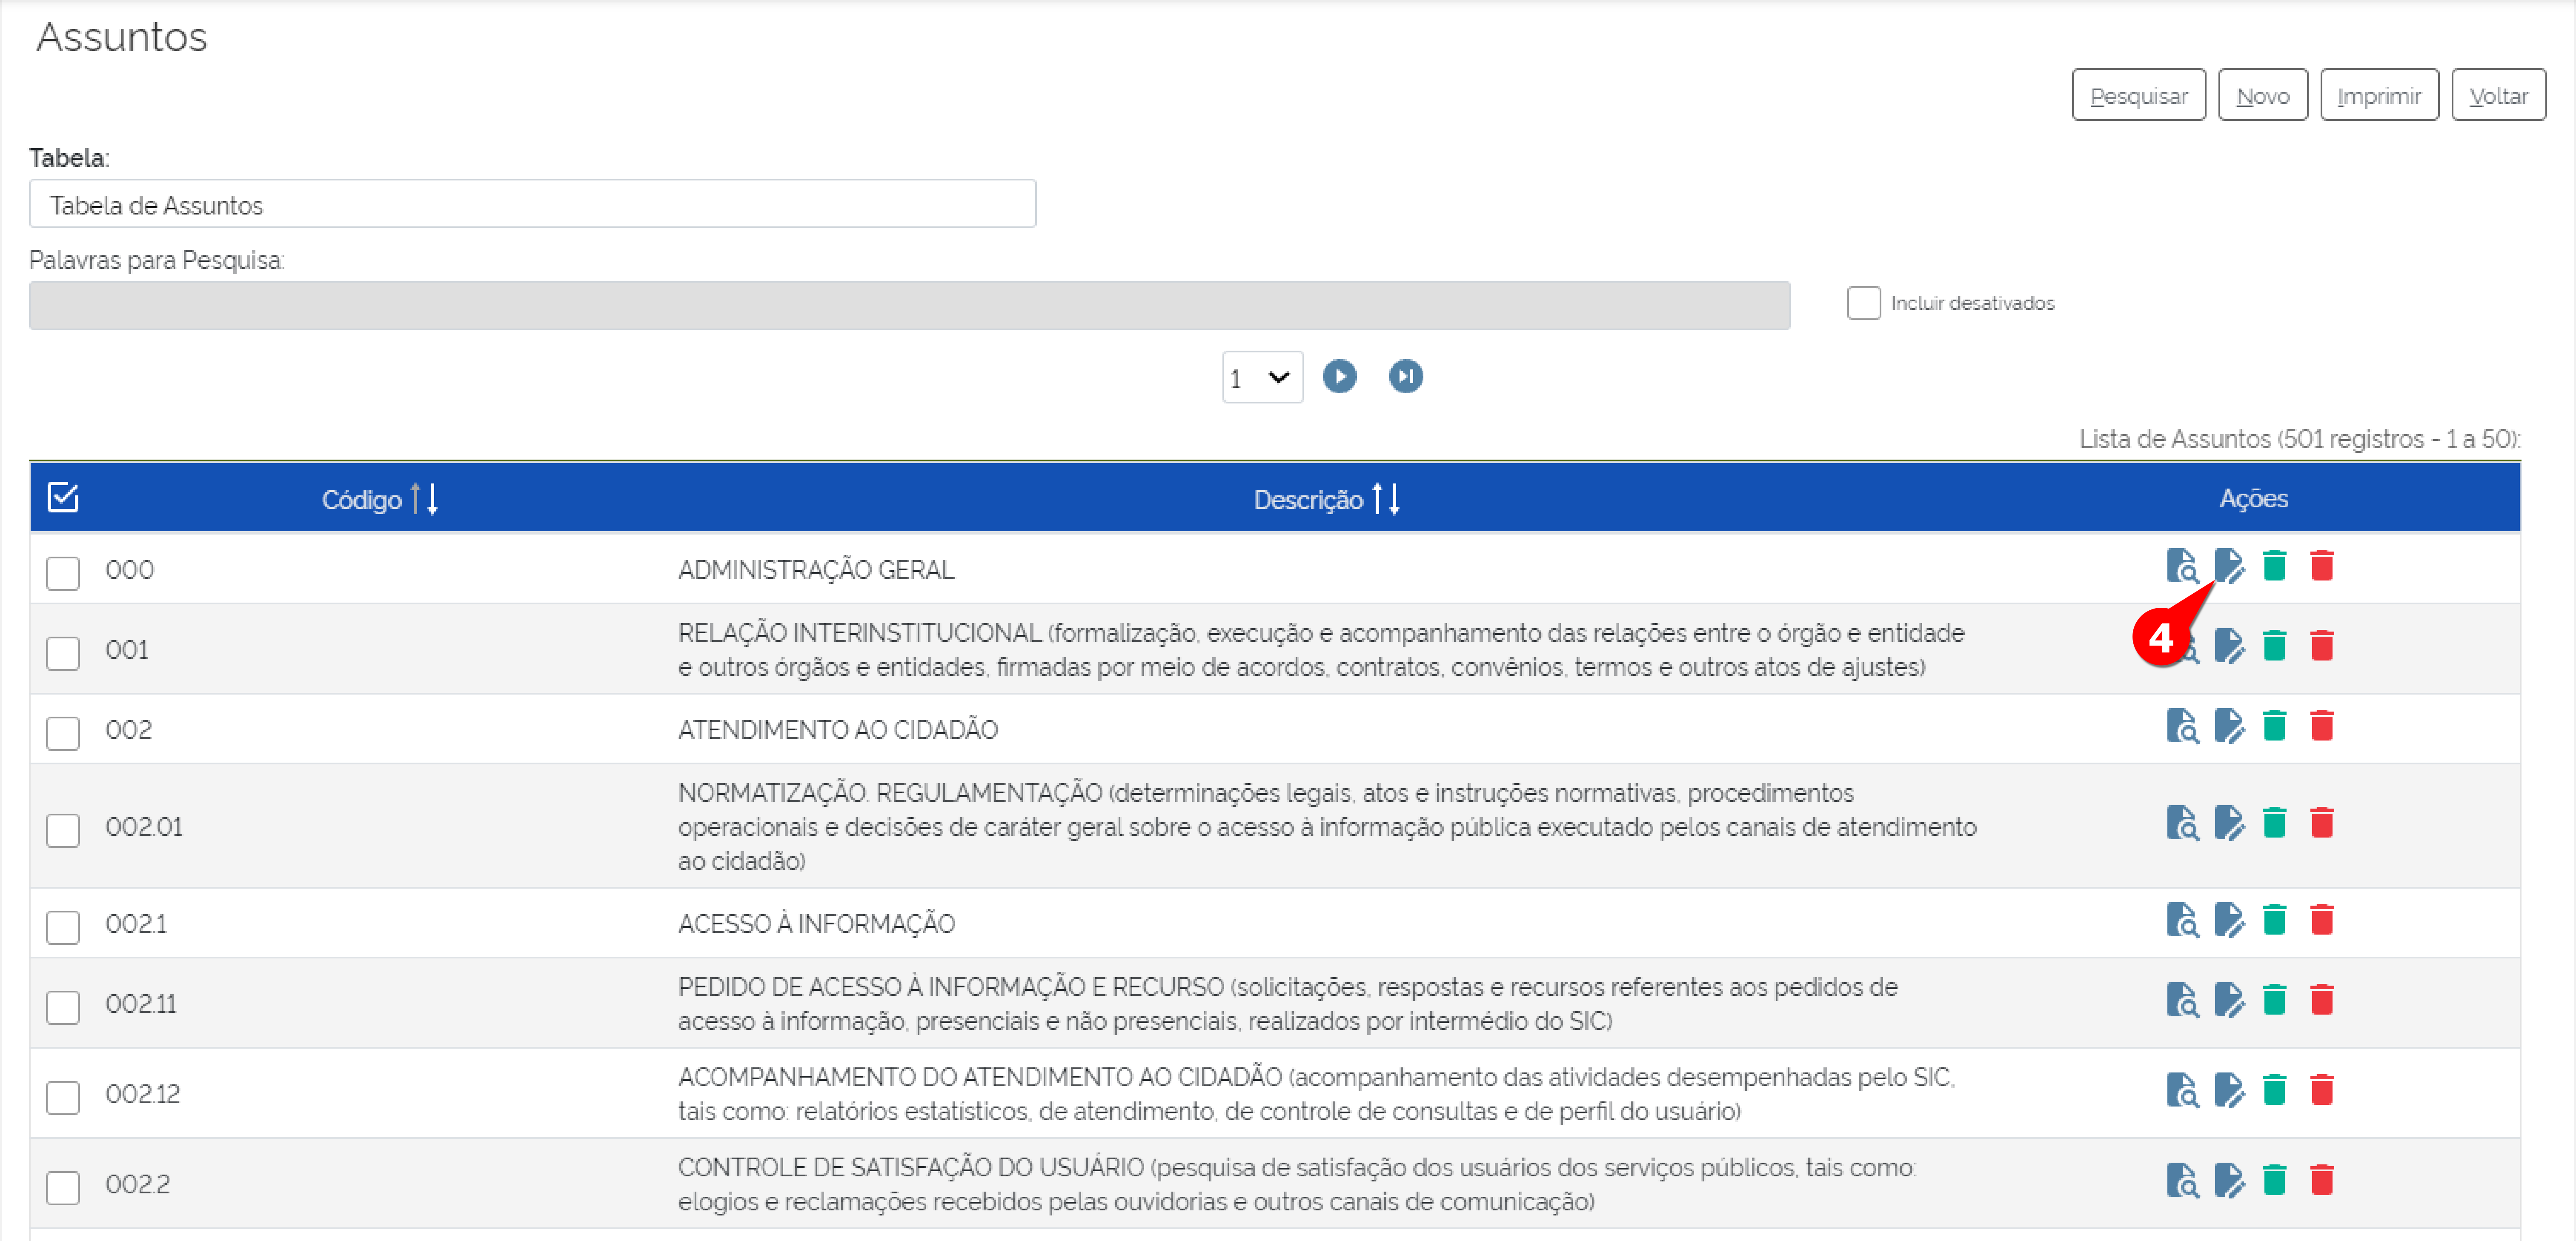 Assuntos
Pesquisar
Novo
Imprimir
Voltar
Tabela:
Tabela de Assuntos
Palavras para Pesquisa:
Incluir desativados
1
Lista de Assuntos (501 registros - 1 a 50):
Código
Descrição
Ações
000
ADMINISTRAÇÃO GERAL
001
RELAÇÃO INTERINSTITUCIONAL (formalização, execução e acompanhamento das relações entre o órgão e entidade
e outros órgãos e entidades, firmadas por meio de acordos, contratos, convênios, termos e outros atos de ajustes)
4
002
ATENDIMENTO AO CIDADÃO
002.01
NORMATIZAÇÃO. REGULAMENTAÇÃO (determinações legais, atos e instruções normativas, procedimentos
operacionais e decisões de caráter geral sobre o acesso à informação pública executado pelos canais de atendimento
ao cidadão)
002.1
ACESSO À INFORMAÇÃO
002.11
PEDIDO DE ACESSO À INFORMAÇÃO E RECURSO (solicitações, respostas e recursos referentes aos pedidos de
acesso à informação, presenciais e não presenciais, realizados por intermédio do SIC)
002.12
ACOMPANHAMENTO DO ATENDIMENTO AO CIDADÃO (acompanhamento das atividades desempenhadas pelo SIC,
tais como: relatórios estatísticos, de atendimento, de controle de consultas e de perfil do usuário)
002.2
CONTROLE DE SATISFAÇÃO DO USUÁRIO (pesquisa de satisfação dos usuários dos serviços públicos, tais como:
elogios e reclamações recebidos pelas ouvidorias e outros canais de comunicação)